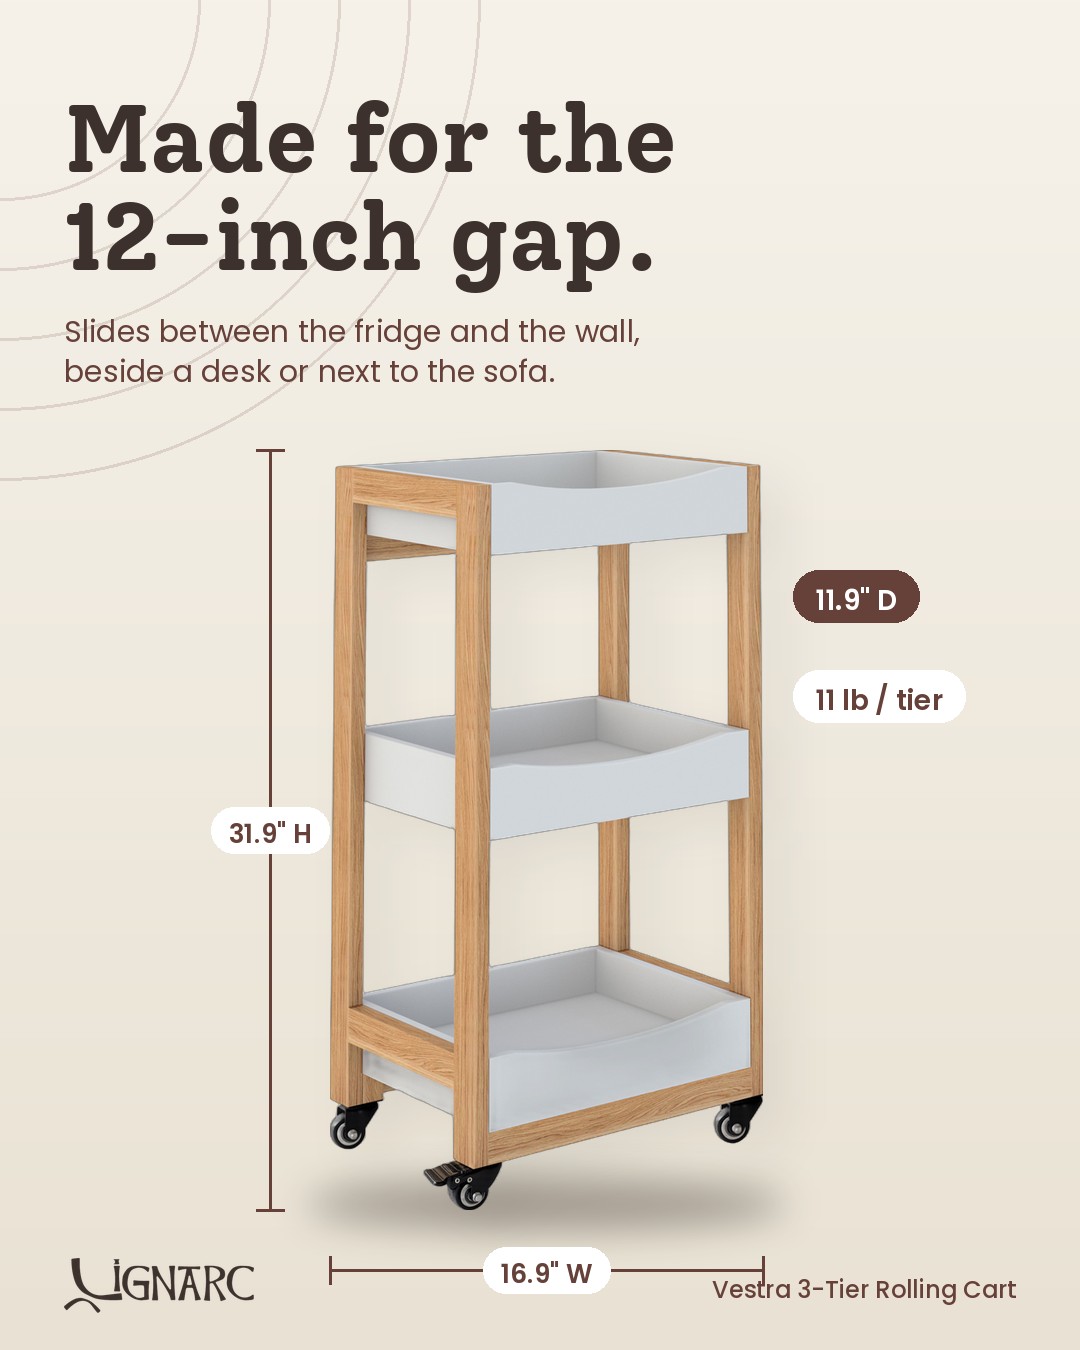 Made for the
12-inch gap.
Slides between the fridge and the wall,
beside a desk or next to the sofa.
11.9" D
11 lb / tier
31.9" H
16.9" W
LIGNARC
Vestra 3-Tier Rolling Cart